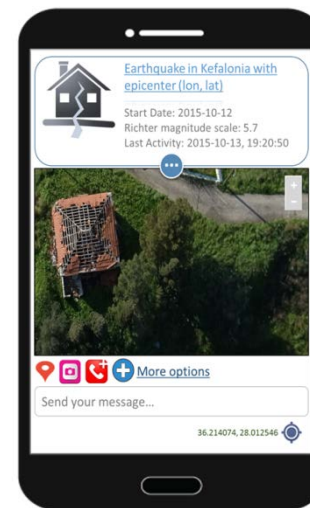 Earthquake in Kefalonia with
epicenter (lon, lat)
Start Date: 2015-10-12
Richter magnitude scale: 5.7
Last Activity: 2015-10-13, 19:20:50
More options
Send your message...
36.214074, 28.012546